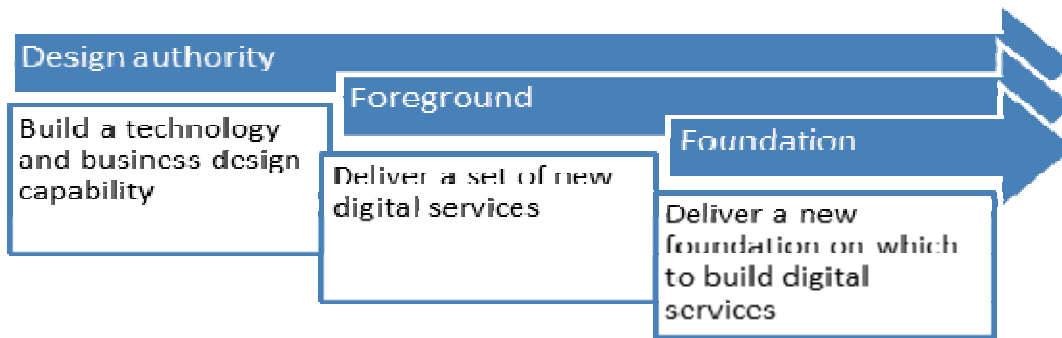 Design authority
Foreground
Foundation
Build a technology
and business design
capability
Deliver a set of new
digital services
Deliver a new
foundation on which
to build digital
services